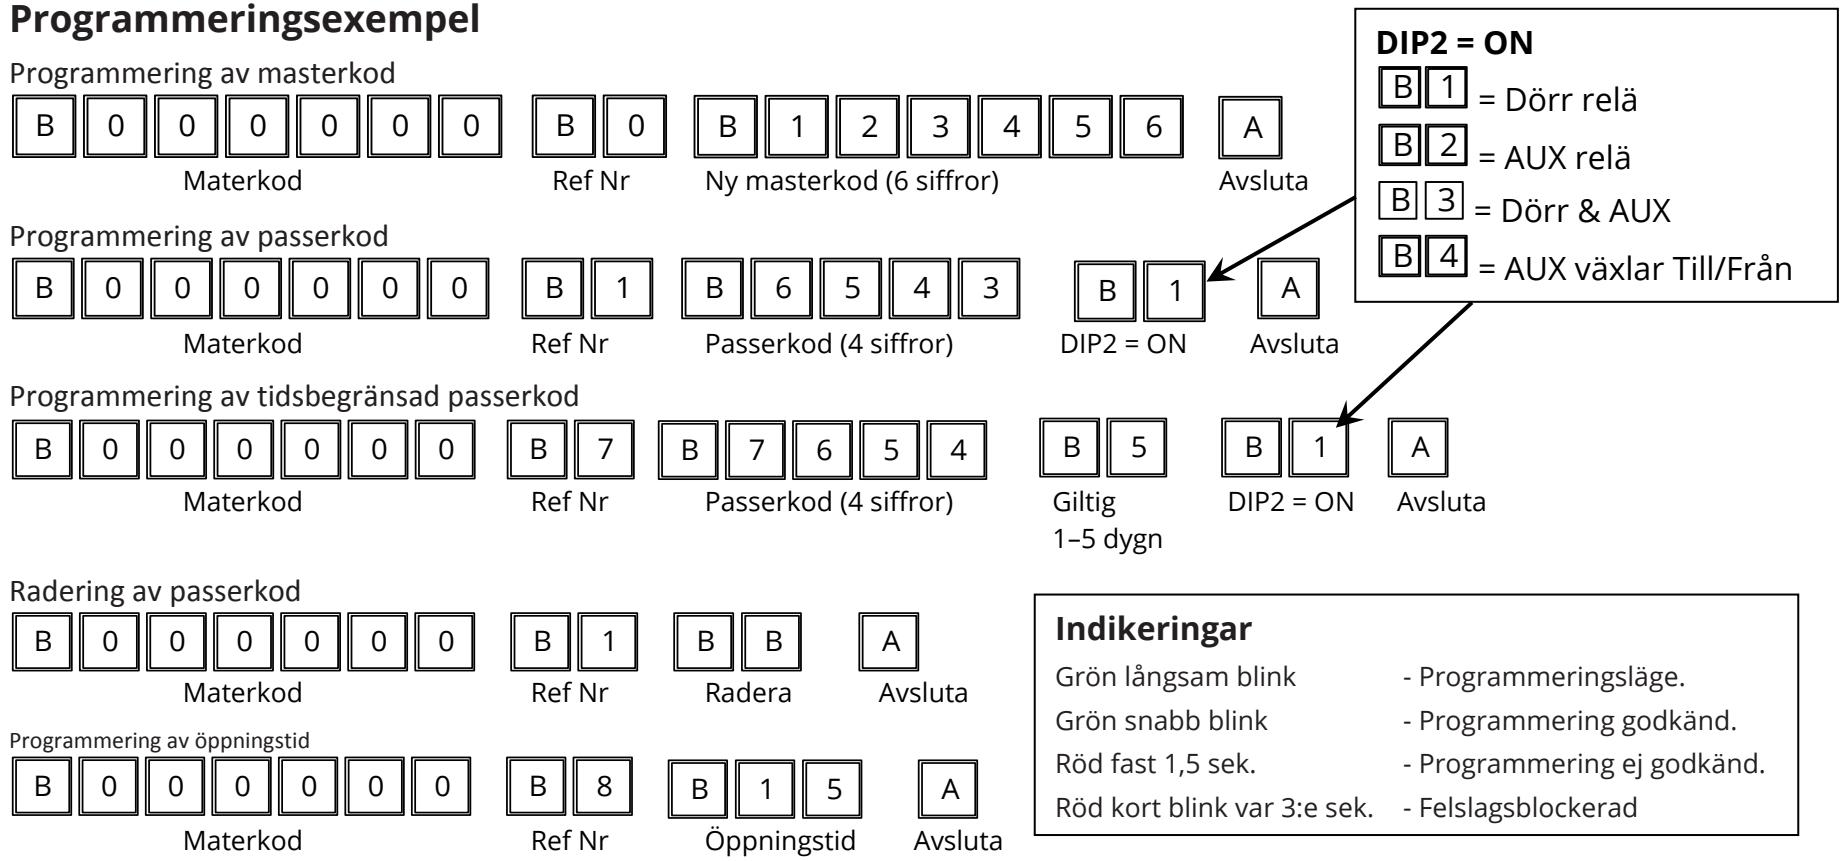 Programmeringsexempel
Programmering av masterkod
B 0 0 0 0 0 0 B 0 B 1 2 3 4 5 6 A
Materkod Ref Nr Ny masterkod (6 siffror) Avsluta
DIP2 = ON
B 1 = Dörr relä
B 2 = AUX relä
B 3 = Dörr & AUX
B 4 = AUX växlar Till/Från
Programmering av passerkod
B 0 0 0 0 0 0 B 1 B 6 5 4 3 B 1 A
Materkod Ref Nr Passerkod (4 siffror) DIP2 = ON Avsluta
Programmering av tidsbegränsad passerkod
B 0 0 0 0 0 0 B 7 B 7 6 5 4 B 5 B 1 A
Materkod Ref Nr Passerkod (4 siffror) Giltig DIP2 = ON Avsluta
1–5 dygn
Radering av passerkod
B 0 0 0 0 0 0 B 1 B B A
Materkod Ref Nr Radera Avsluta
Programmering av öppningstid
B 0 0 0 0 0 0 B 8 B 1 5 A
Materkod Ref Nr Öppningstid Avsluta
Indikeringar
Grön långsam blink - Programmeringsläge.
Grön snabb blink - Programmering godkänd.
Röd fast 1,5 sek. - Programmering ej godkänd.
Röd kort blink var 3:e sek. - Felslagsblockerad